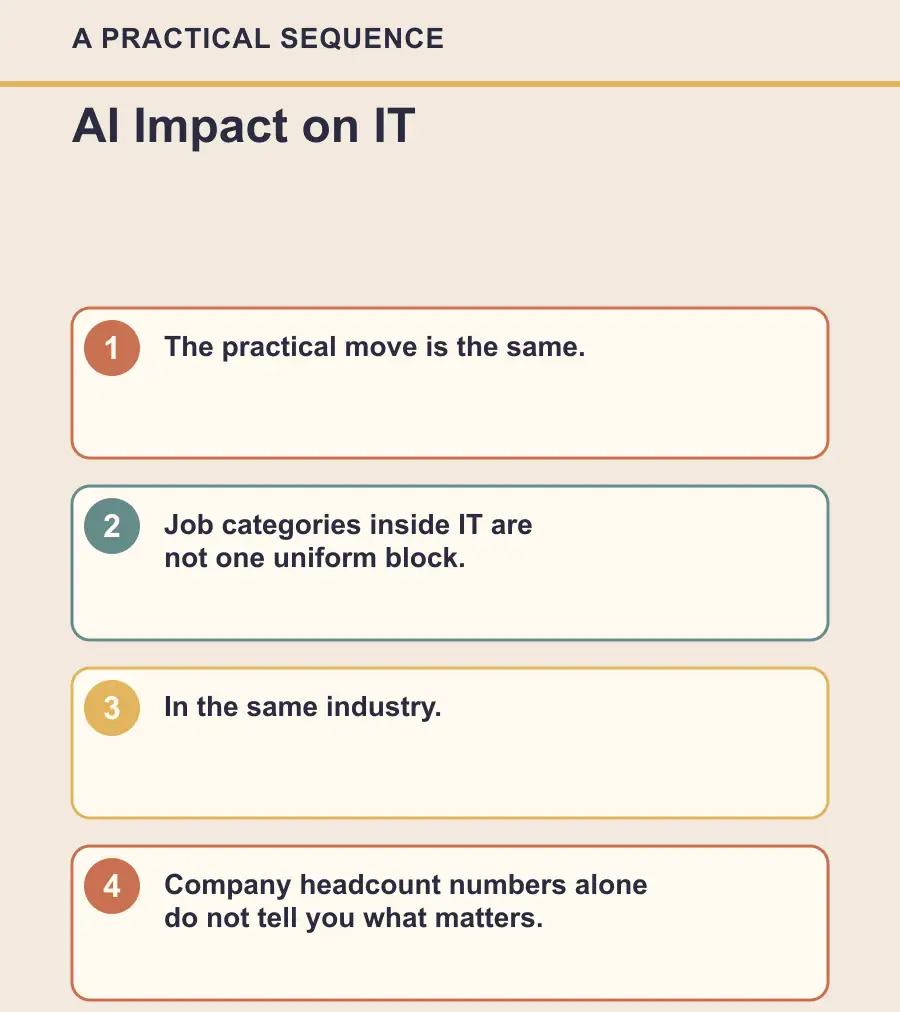 A PRACTICAL SEQUENCE
AI Impact on IT
1
The practical move is the same.
2
Job categories inside IT are
not one uniform block.
3
In the same industry.
4
Company headcount numbers alone
do not tell you what matters.